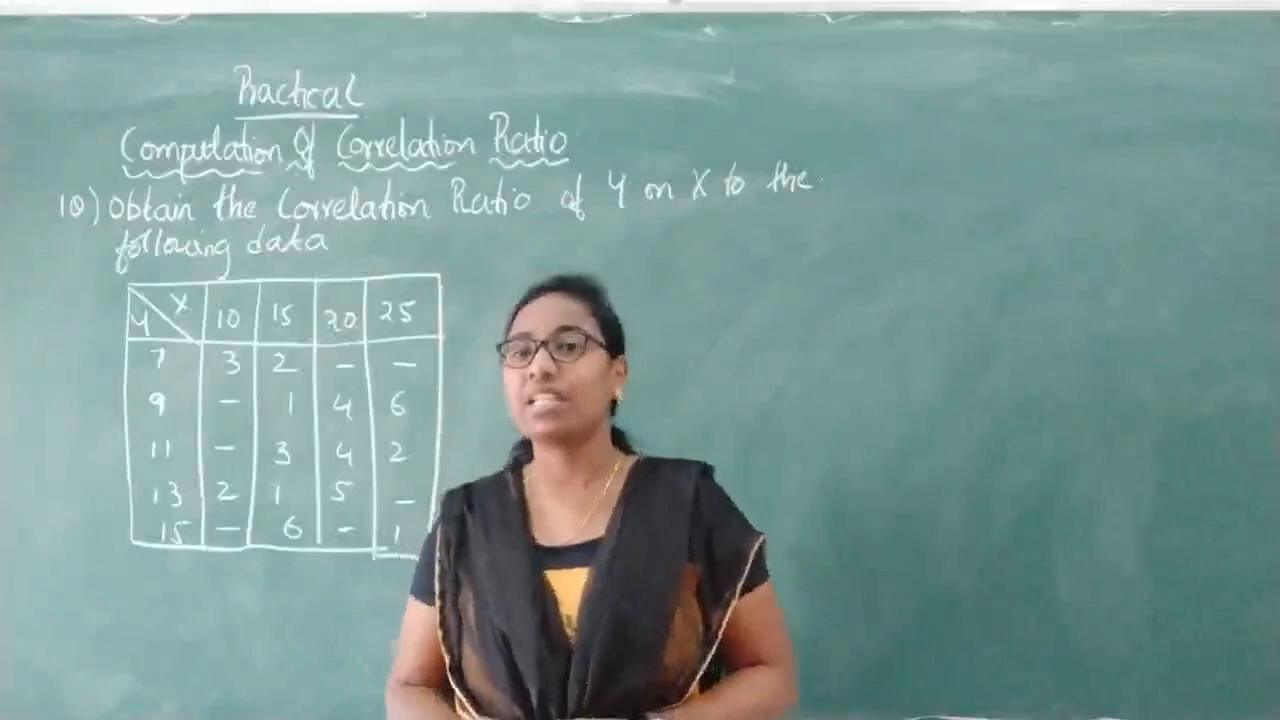 Practical
Computation Of Correlation Ratio
10) Obtain the Correlation Ratio of Y on X to the
following data
Y X 10 15 20 25
7 3 2 - -
9 - 1 4 6
11 - 3 4 2
13 2 1 5 -
15 - 6 - 1